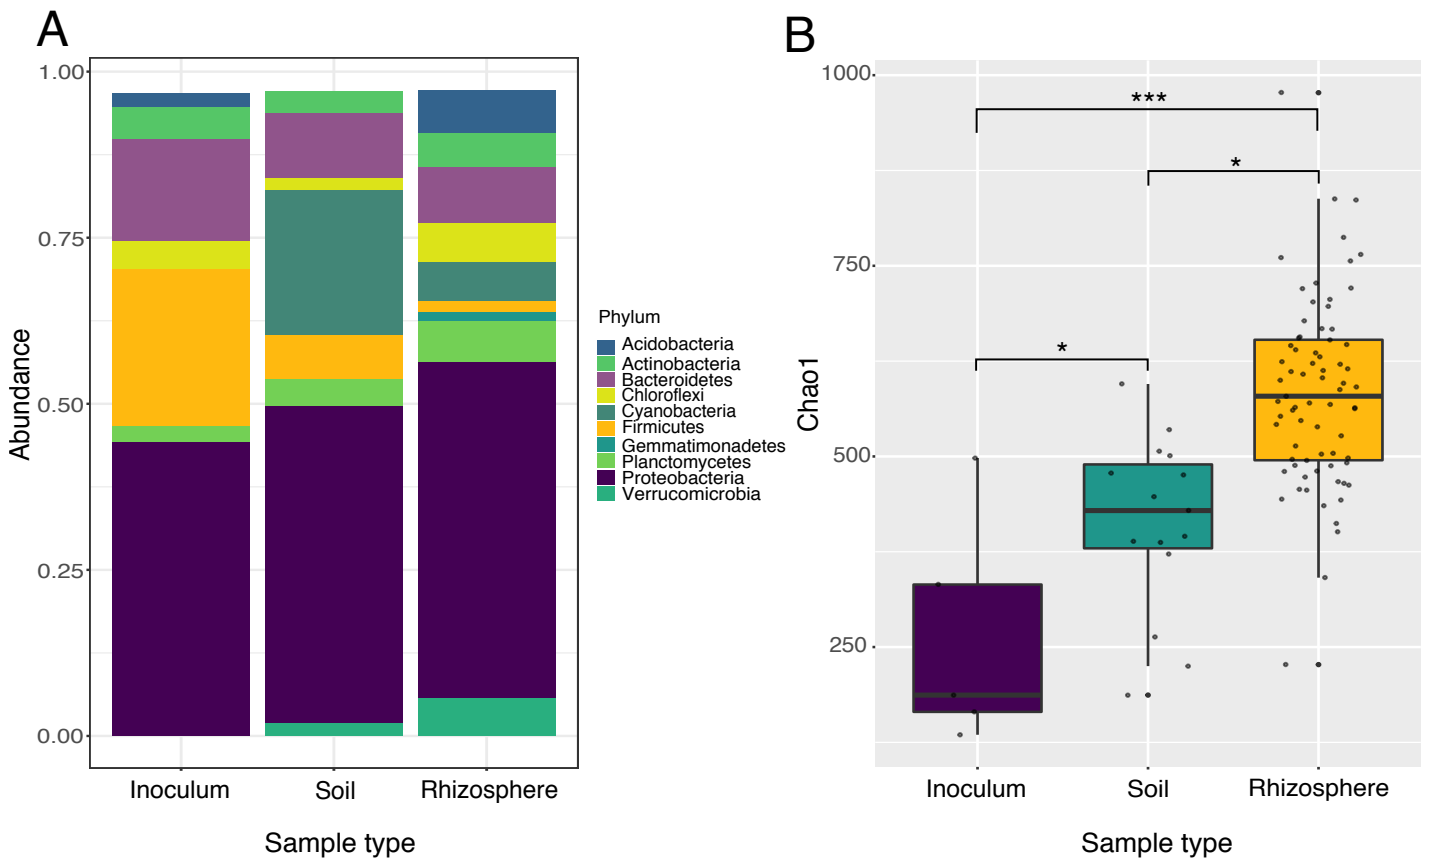 A
1.00
0.75
0.50
0.25
0.00
Abundance
Inoculum
Soil
Rhizosphere
Sample type
Phylum
Acidobacteria
Actinobacteria
Bacteroidetes
Chloroflexi
Cyanobacteria
Firmicutes
Gemmatimonadetes
Planctomycetes
Proteobacteria
Verrucomicrobia
B
1000
750
500
250
Chao1
***
*
*
Inoculum
Soil
Rhizosphere
Sample type